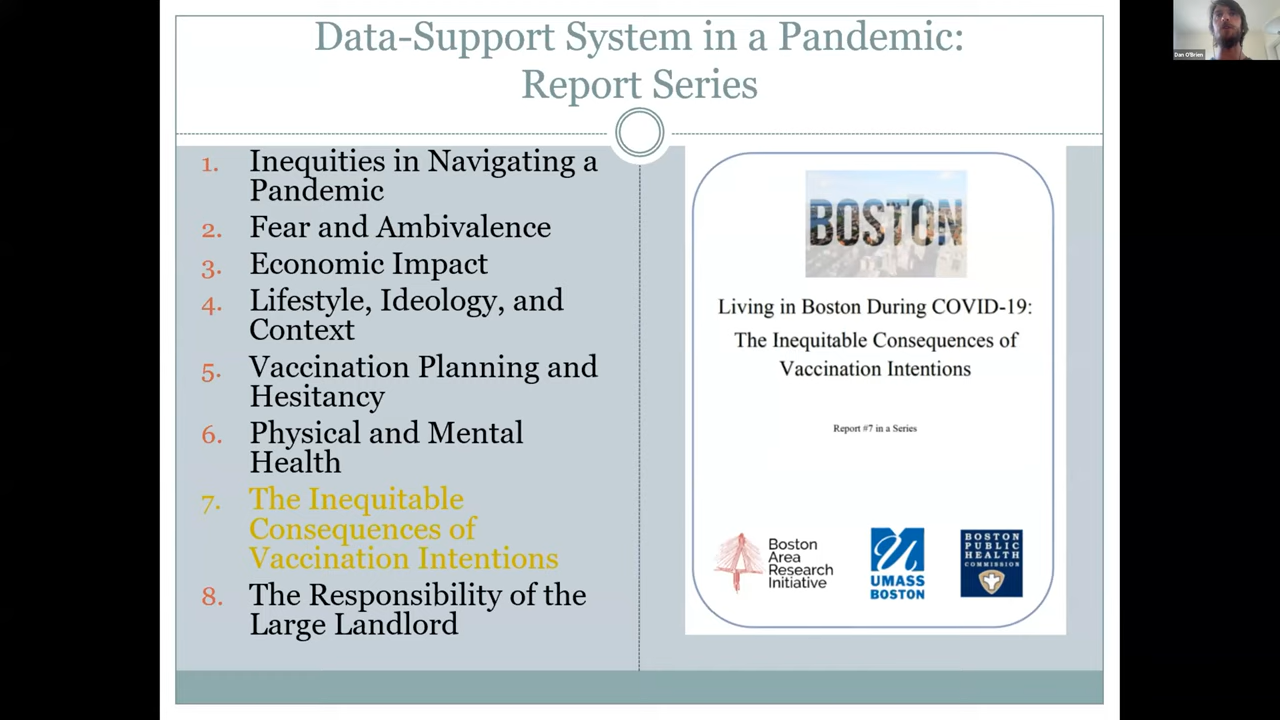 Data-Support System in a Pandemic:
Report Series
1. Inequities in Navigating a
Pandemic
2. Fear and Ambivalence
3. Economic Impact
4. Lifestyle, Ideology, and
Context
5. Vaccination Planning and
Hesitancy
6. Physical and Mental
Health
7. The Inequitable
Consequences of
Vaccination Intentions
8. The Responsibility of the
Large Landlord
BOSTON
Living in Boston During COVID-19:
The Inequitable Consequences of
Vaccination Intentions
Report #7 in a Series
Boston
Area
Research
Initiative
UMASS
BOSTON
BOSTON
PUBLIC
HEALTH
COMMISSION
Dan O'Brien